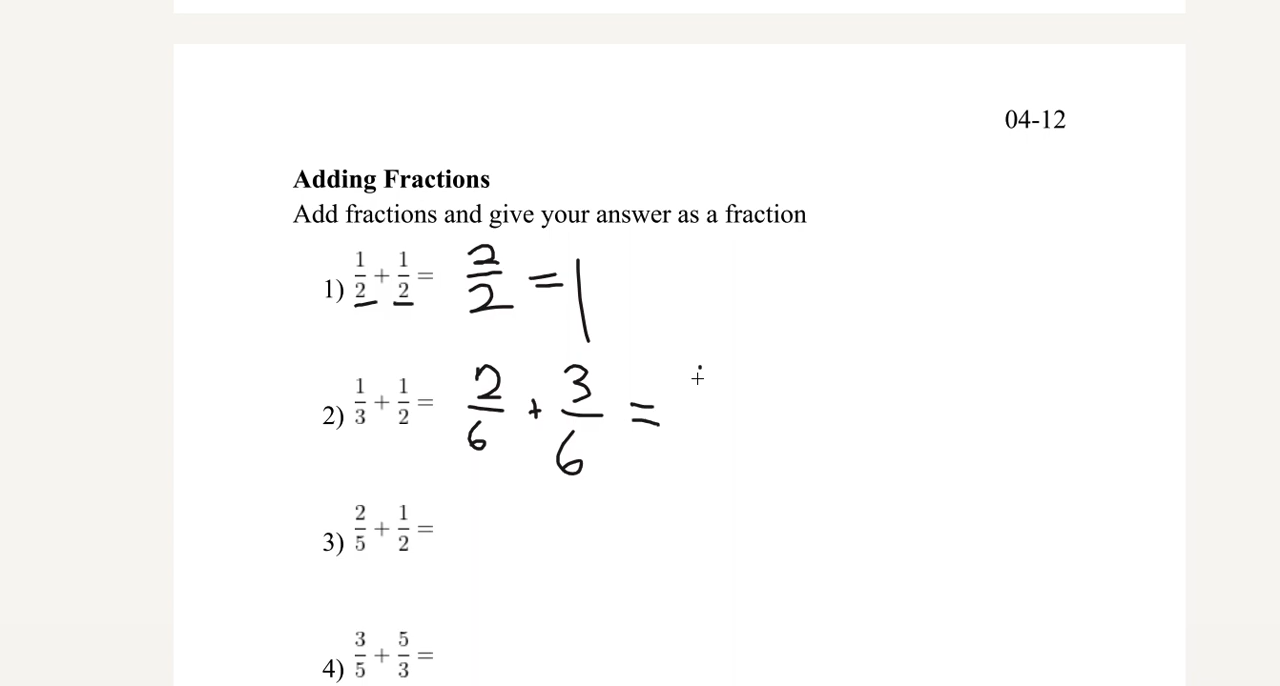 04-12
Adding Fractions
Add fractions and give your answer as a fraction
1) 1/2 + 1/2 = 2/2 = 1
2) 1/3 + 1/2 = 2/6 + 3/6 =
3) 2/5 + 1/2 =
4) 3/5 + 5/3 =